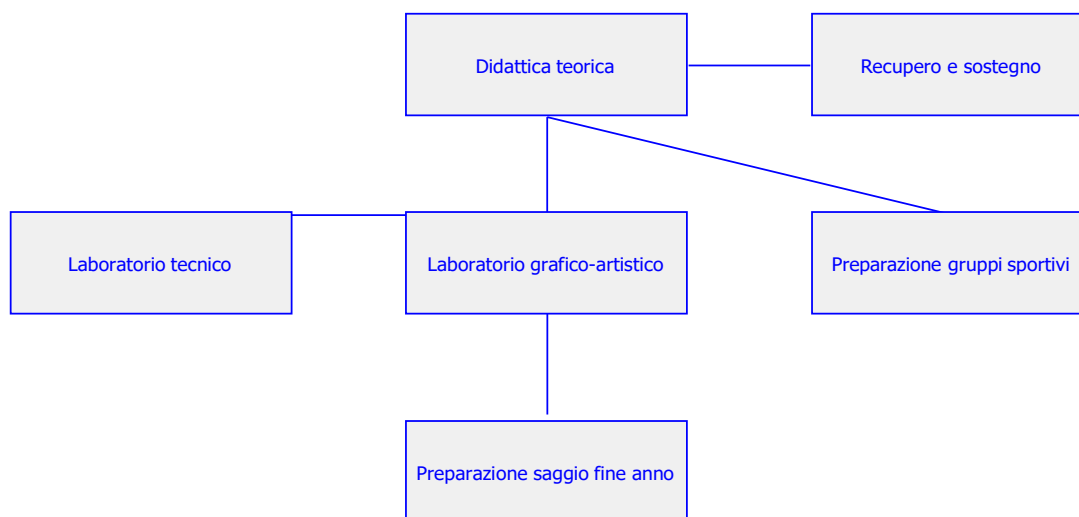 Didattica teorica
Recupero e sostegno
Laboratorio tecnico
Laboratorio grafico-artistico
Preparazione gruppi sportivi
Preparazione saggio fine anno